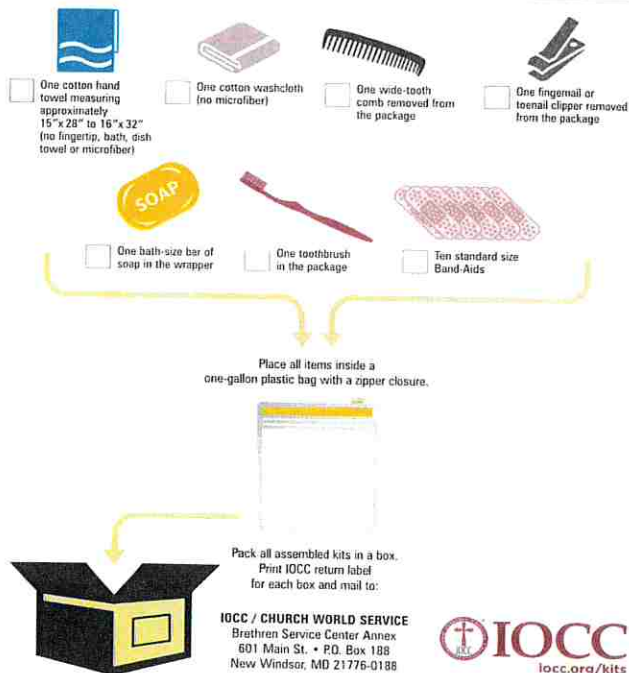 One cotton hand
towel measuring
approximately
15"x 28" to 16"x 32"
(no fingertip, bath, dish
towel or microfiber)
One cotton washcloth
(no microfiber)
One wide-tooth
comb removed from
the package
One fingernail or
toenail clipper removed
from the package
SOAP
One bath-size bar of
soap in the wrapper
One toothbrush
in the package
Ten standard size
Band-Aids
Place all items inside a
one-gallon plastic bag with a zipper closure.
Pack all assembled kits in a box.
Print IOCC return label
for each box and mail to:
IOCC / CHURCH WORLD SERVICE
Brethren Service Center Annex
601 Main St. • P.O. Box 188
New Windsor, MD 21776-0188
IOCC
iocc.org/kits